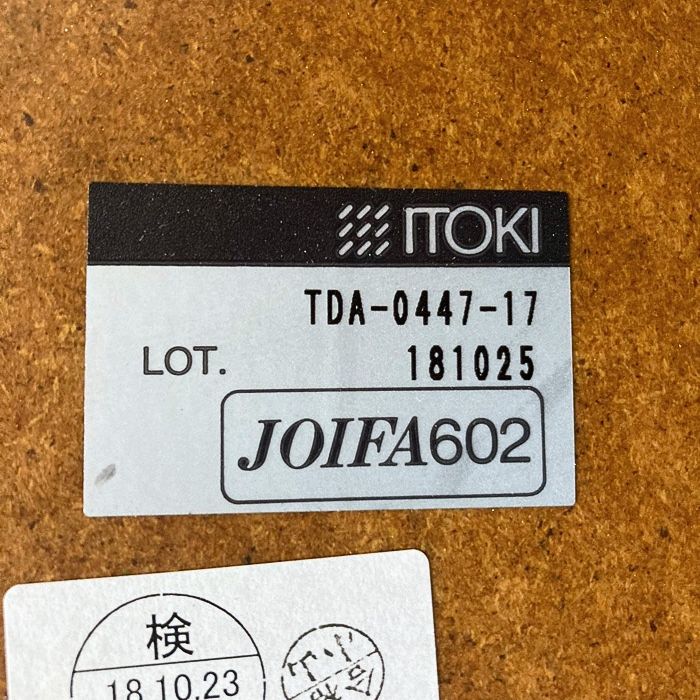 ITOKI
TDA-0447-17
LOT. 181025
JOIFA602
検
18.10.23